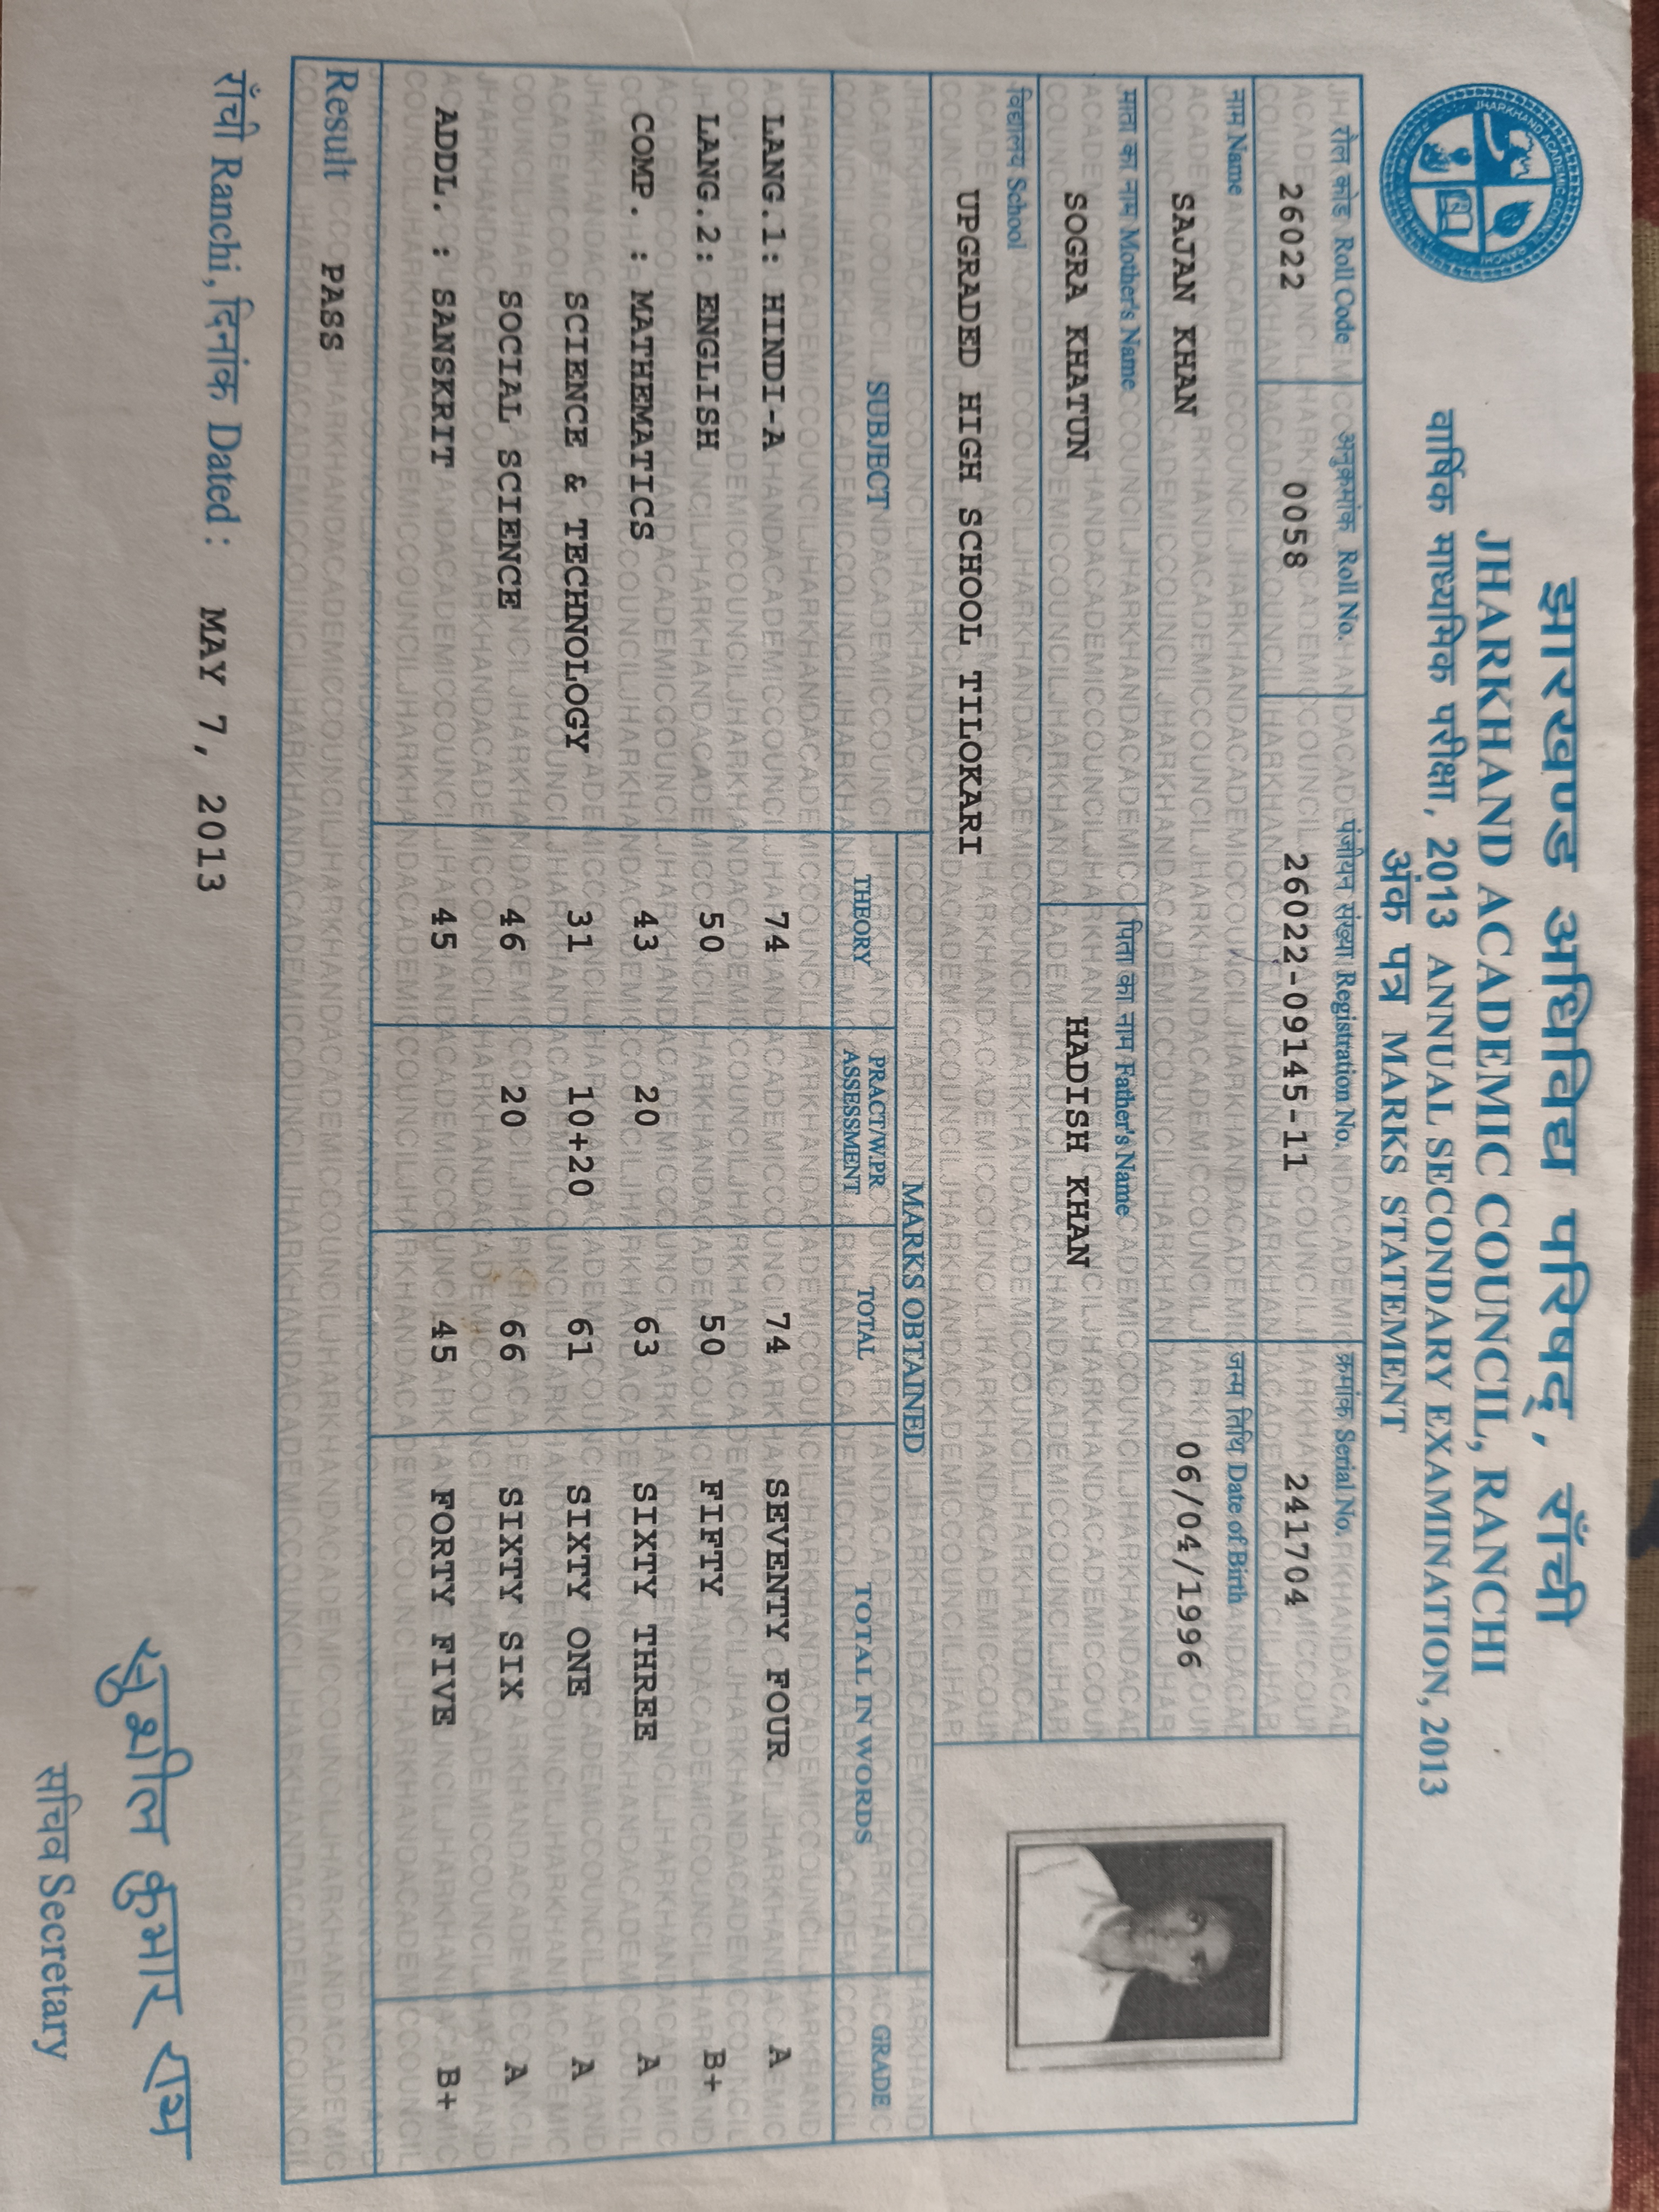 झारखण्ड अधिविद्य परिषद्, राँची
JHARKHAND ACADEMIC COUNCIL, RANCHI
वार्षिक माध्यमिक परीक्षा, 2013 ANNUAL SECONDARY EXAMINATION, 2013
अंक पत्र MARKS STATEMENT
JHARKHAND ACADEMIC COUNCIL RANCHI
रोल कोड Roll Code अनुक्रमांक Roll No. पंजीयन संख्या Registration No. क्रमांक Serial No.
26022 0058 26022-09145-11 241704
नाम Name जन्म तिथि Date of Birth
SAJAN KHAN 06/04/1996
माता का नाम Mother's Name पिता का नाम Father's Name
SOGRA KHATUN HADISH KHAN
विद्यालय School
UPGRADED HIGH SCHOOL TILOKARI
SUBJECT MARKS OBTAINED GRADE
THEORY PRACT/W.PR ASSESSMENT TOTAL TOTAL IN WORDS
LANG.1: HINDI-A 74 74 SEVENTY FOUR A
LANG.2: ENGLISH 50 50 FIFTY B+
COMP. : MATHEMATICS 43 20 63 SIXTY THREE A
SCIENCE & TECHNOLOGY 31 10+20 61 SIXTY ONE A
SOCIAL SCIENCE 46 20 66 SIXTY SIX A
ADDL. : SANSKRIT 45 45 FORTY FIVE B+
Result PASS
राँची Ranchi, दिनांक Dated : MAY 7, 2013
सुशील कुमार राय
सचिव Secretary